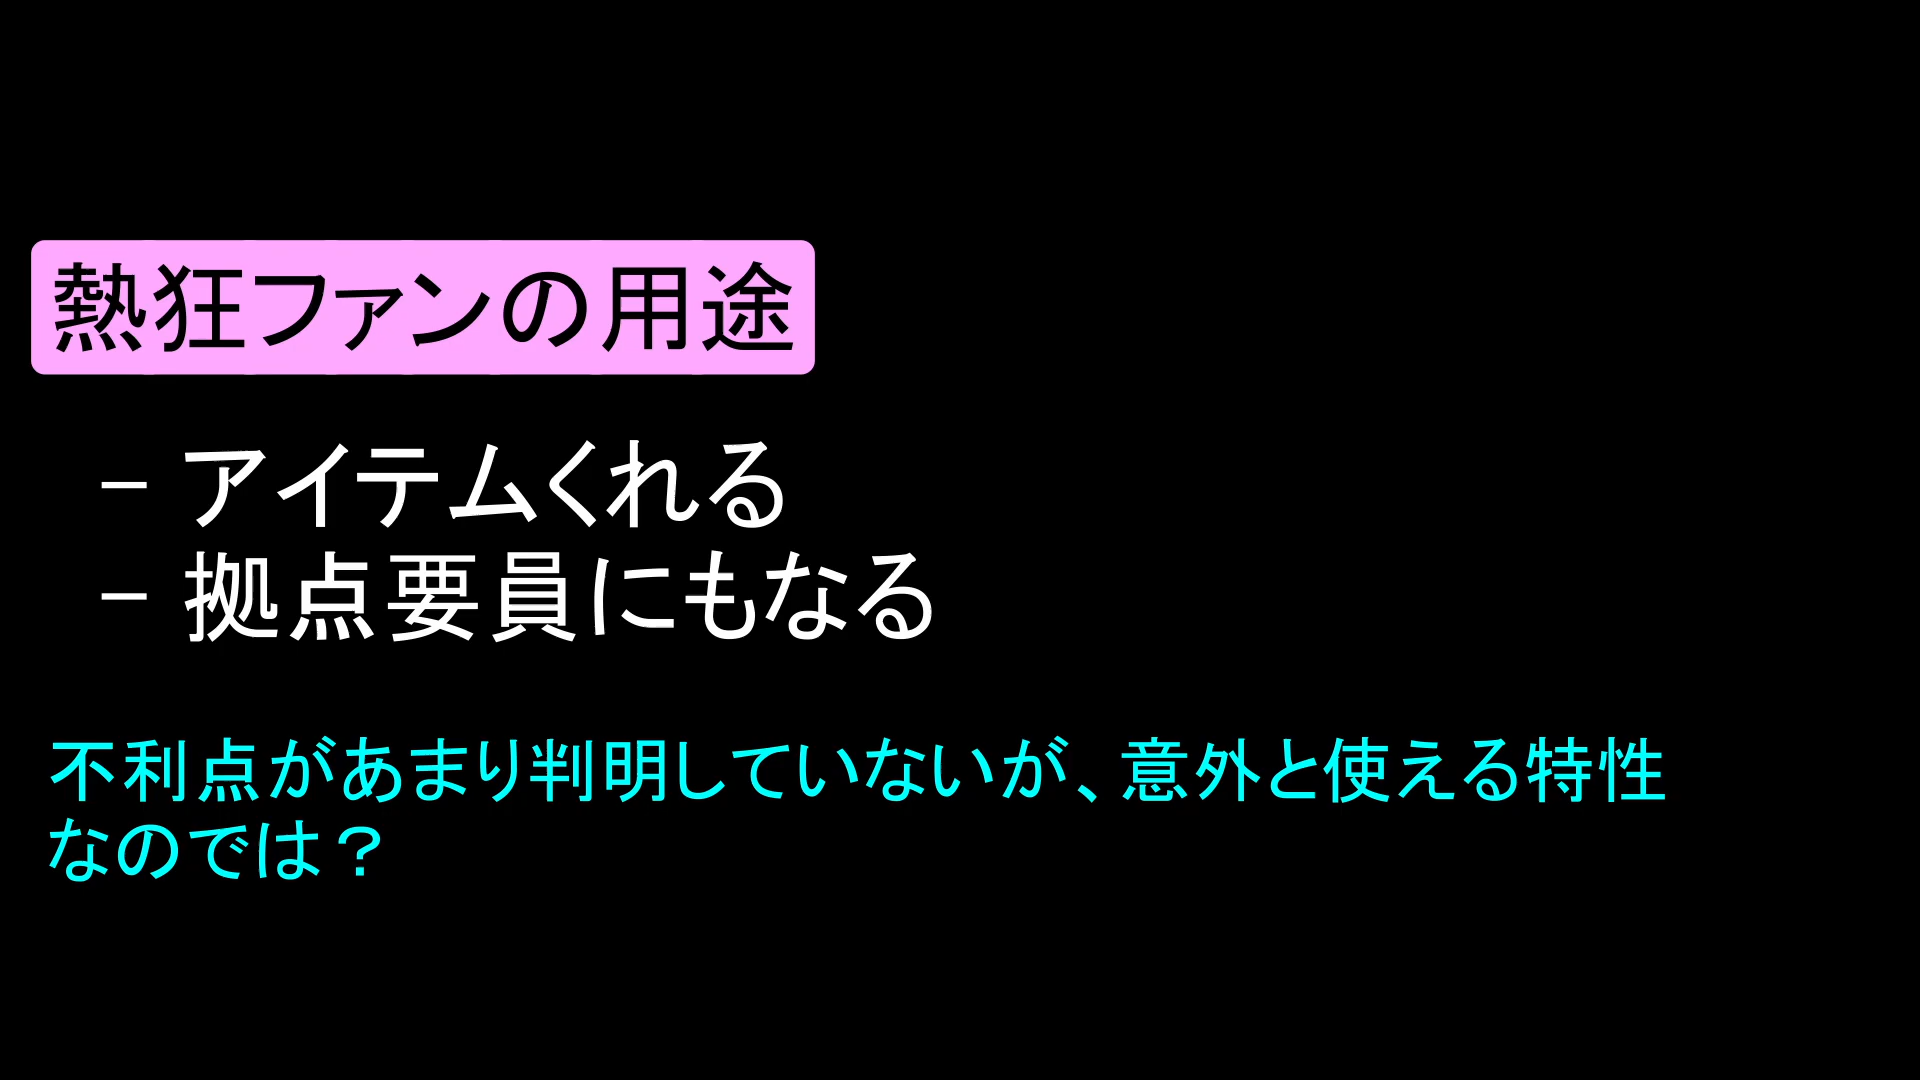 熱狂ファンの用途
- アイテムくれる
- 拠点要員にもなる
不利点があまり判明していないが、意外と使える特性
なのでは？